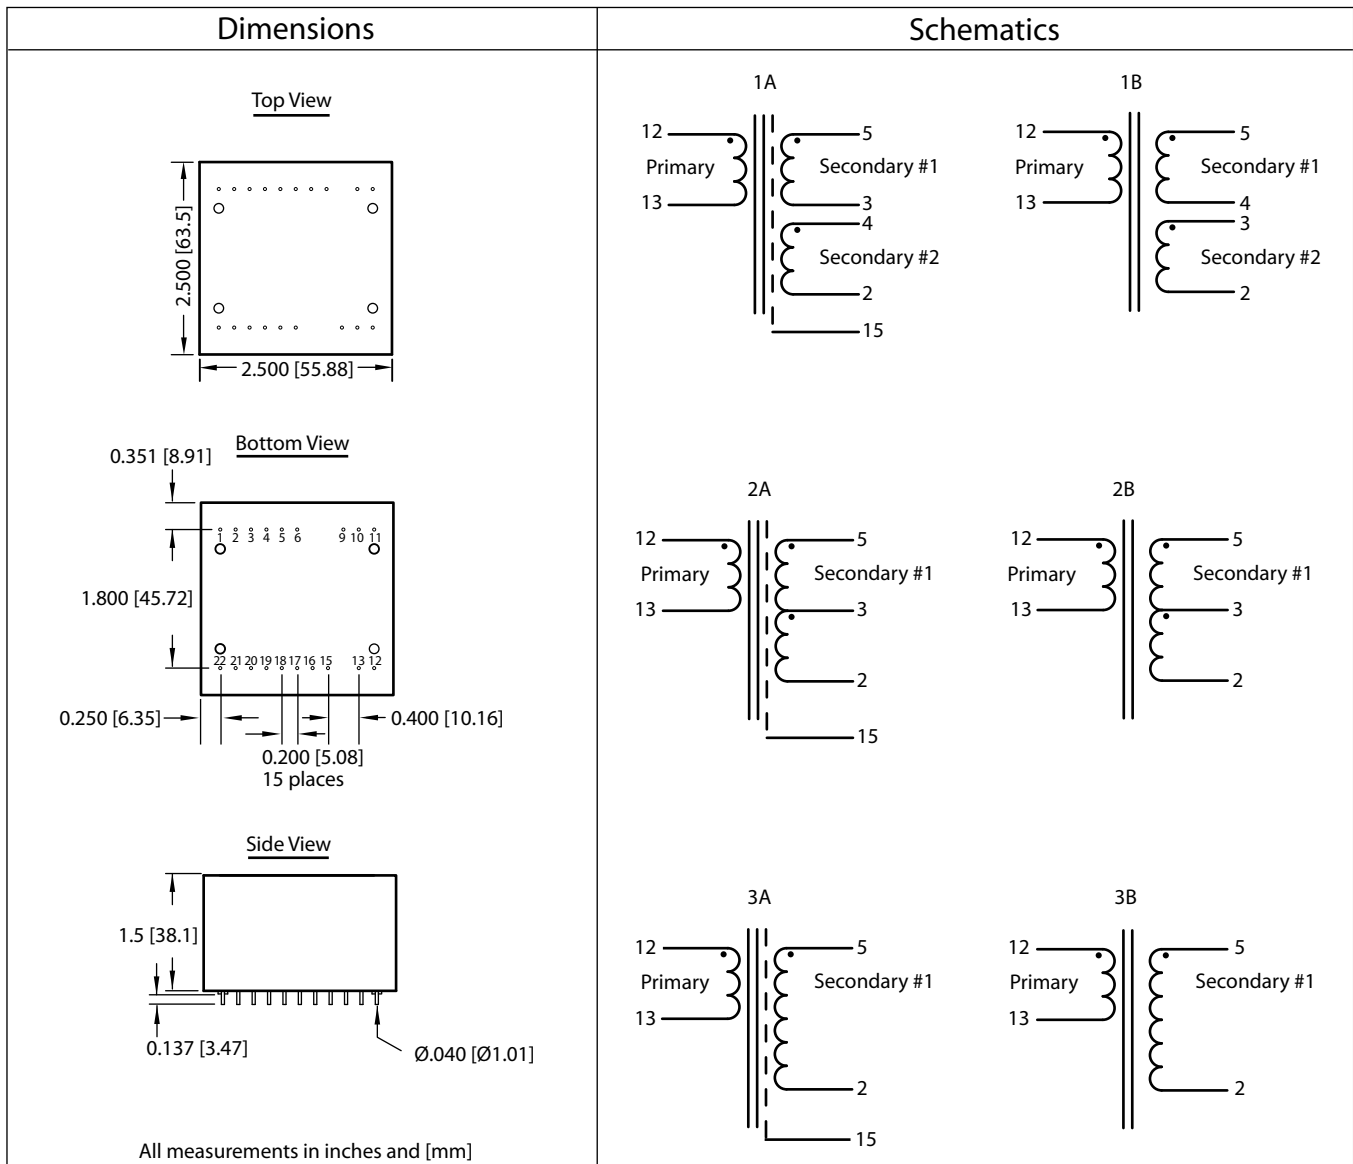 Dimensions
Schematics
Top View
2.500 [63.5]
2.500 [55.88]
Bottom View
0.351 [8.91]
1 2 3 4 5 6 9 10 11
1.800 [45.72]
22 21 20 19 18 17 16 15 13 12
0.250 [6.35]
0.400 [10.16]
0.200 [5.08]
15 places
Side View
1.5 [38.1]
0.137 [3.47]
Ø.040 [Ø1.01]
All measurements in inches and [mm]
1A
12
5
Primary
Secondary #1
13
3
4
Secondary #2
2
15
1B
12
5
Primary
Secondary #1
13
4
3
Secondary #2
2
2A
12
5
Primary
Secondary #1
13
3
2
15
2B
12
5
Primary
Secondary #1
13
3
2
3A
12
5
Primary
Secondary #1
13
2
15
3B
12
5
Primary
Secondary #1
13
2